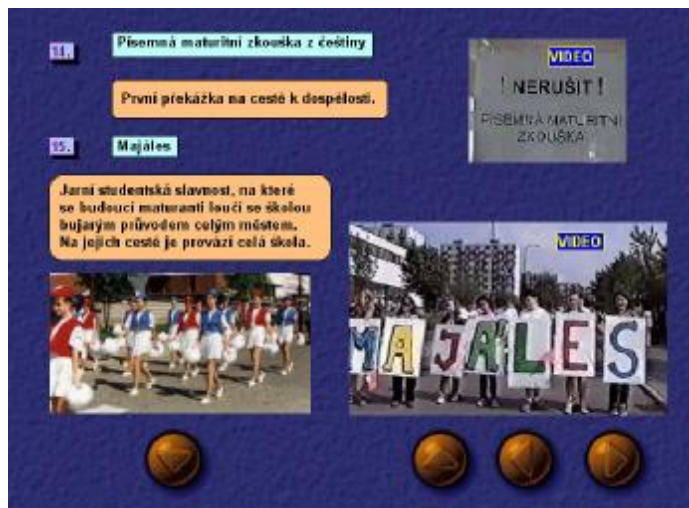 14.
Písemná maturitní zkouška z češtiny
První překážka na cestě k dospělosti.
VIDEO
! NERUŠIT !
PÍSEMNÁ MATURITNÍ
ZKOUŠKA
15.
Majáles
Jarní studentská slavnost, na které
se budoucí maturanti loučí se školou
bujarým průvodem celým městem.
Na jejich cestě je provází celá škola.
VIDEO
MAJÁLES